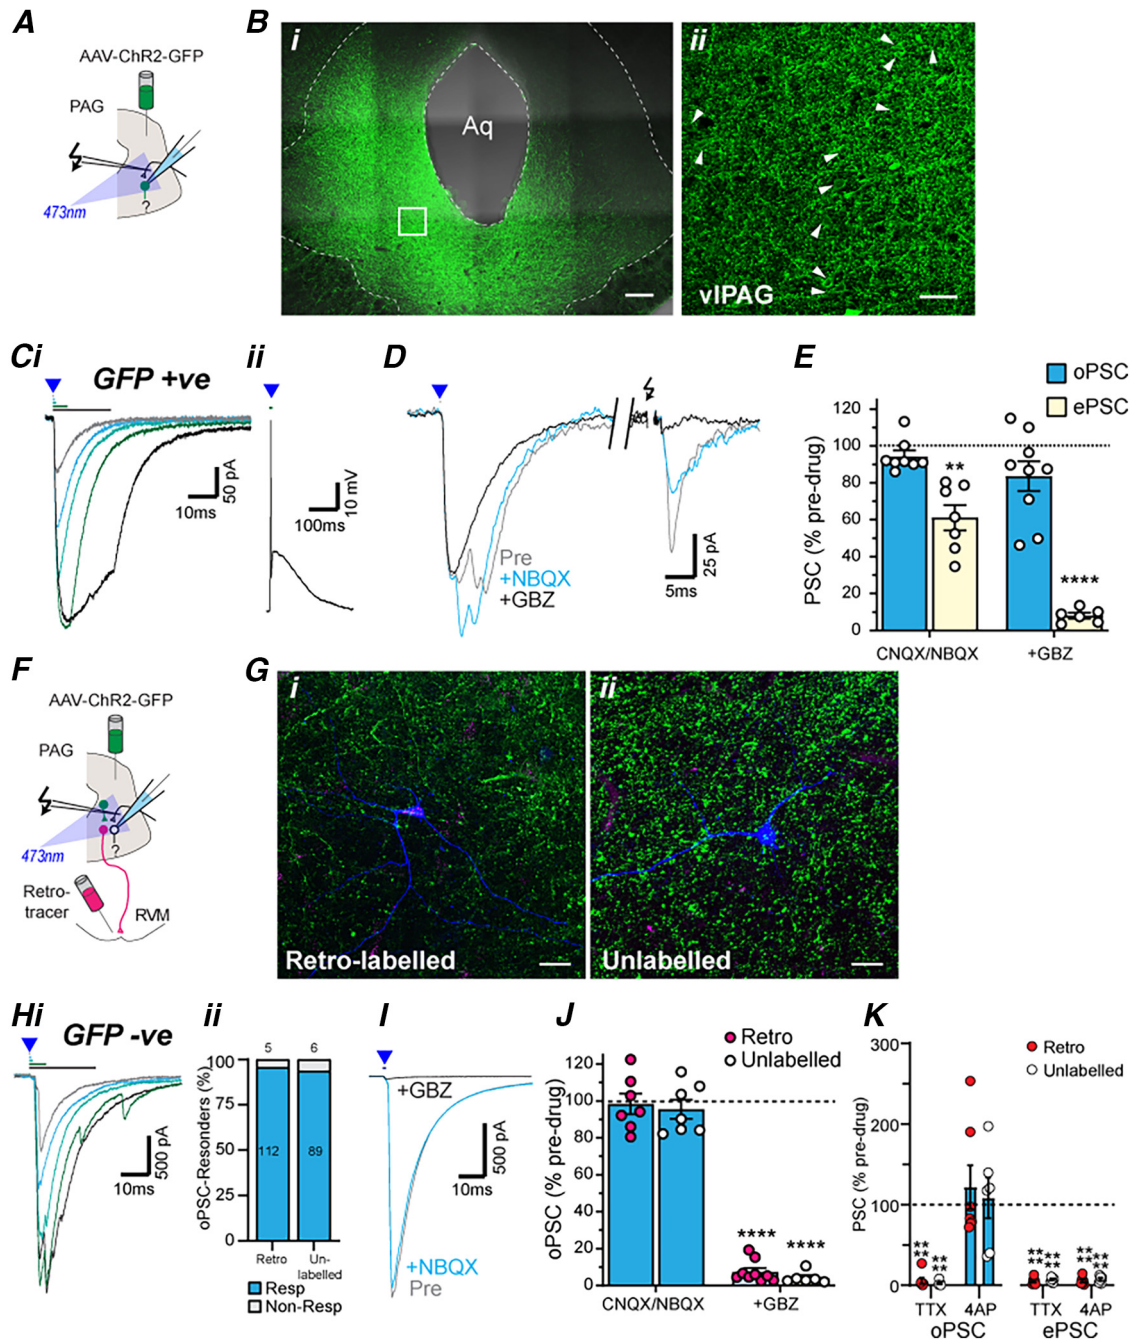 A
AAV-ChR2-GFP
PAG
473nm
?
B
i
Aq
ii
vlPAG
Ci
GFP +ve
50 pA
10ms
ii
10 mV
100ms
D
Pre
+NBQX
+GBZ
25 pA
5ms
E
oPSC
ePSC
PSC (% pre-drug)
120
100
80
60
40
20
0
**
****
CNQX/NBQX
+GBZ
F
AAV-ChR2-GFP
PAG
473nm
?
Retro-
tracer
RVM
G
i
Retro-labelled
ii
Unlabelled
Hi
GFP -ve
500 pA
10ms
ii
oPSC-Resonders (%)
100
75
50
25
0
5
6
112
89
Retro
Un-
labelled
Resp
Non-Resp
I
+GBZ
500 pA
10ms
+NBQX
Pre
J
Retro
Unlabelled
oPSC (% pre-drug)
120
100
80
60
40
20
0
****
****
CNQX/NBQX
+GBZ
K
Retro
Unlabelled
PSC (% pre-drug)
300
200
100
0
**
**
**
**
**
**
**
**
**
**
**
**
TTX
4AP
TTX
4AP
oPSC
ePSC